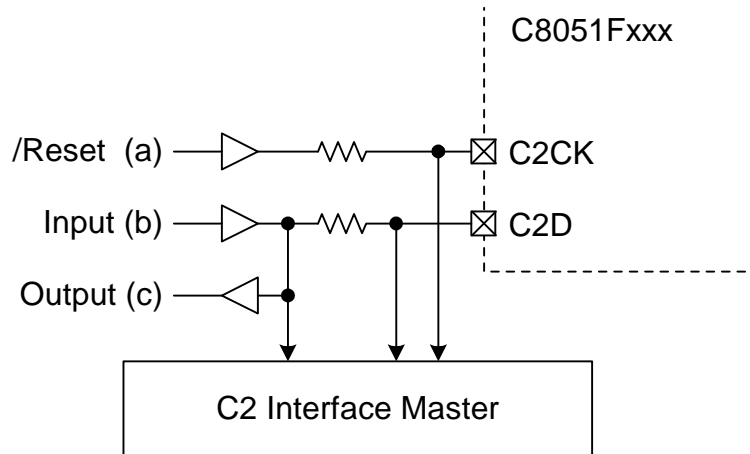 C8051Fxxx
/Reset (a)
C2CK
Input (b)
C2D
Output (c)
C2 Interface Master